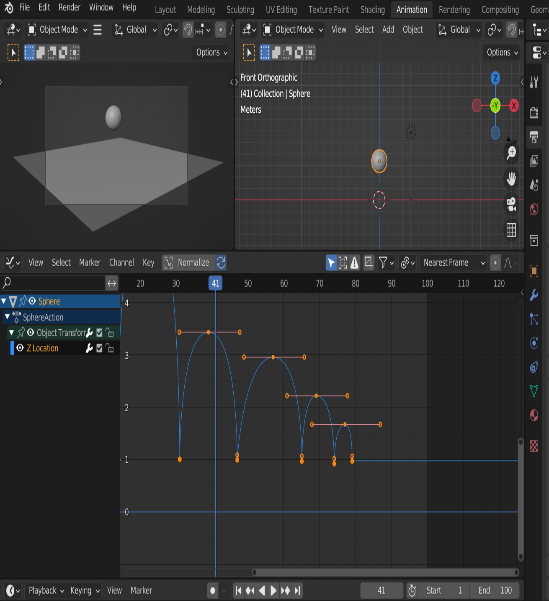 File Edit Render Window Help Layout Modeling Sculpting UV Editing Texture Paint Shading Animation Rendering Compositing Geom
Object Mode Global
Object Mode View Select Add Object Global
Options
Options
Front Orthographic
(41) Collection | Sphere
Meters
Z
-Y
X
View Select Marker Channel Key Normalize Nearest Frame
20 30 41 50 60 70 80 90 100 110 120
Sphere
SphereAction
Object Transform
Z Location
4
3
2
1
0
Playback Keying View Marker 41 Start 1 End 100